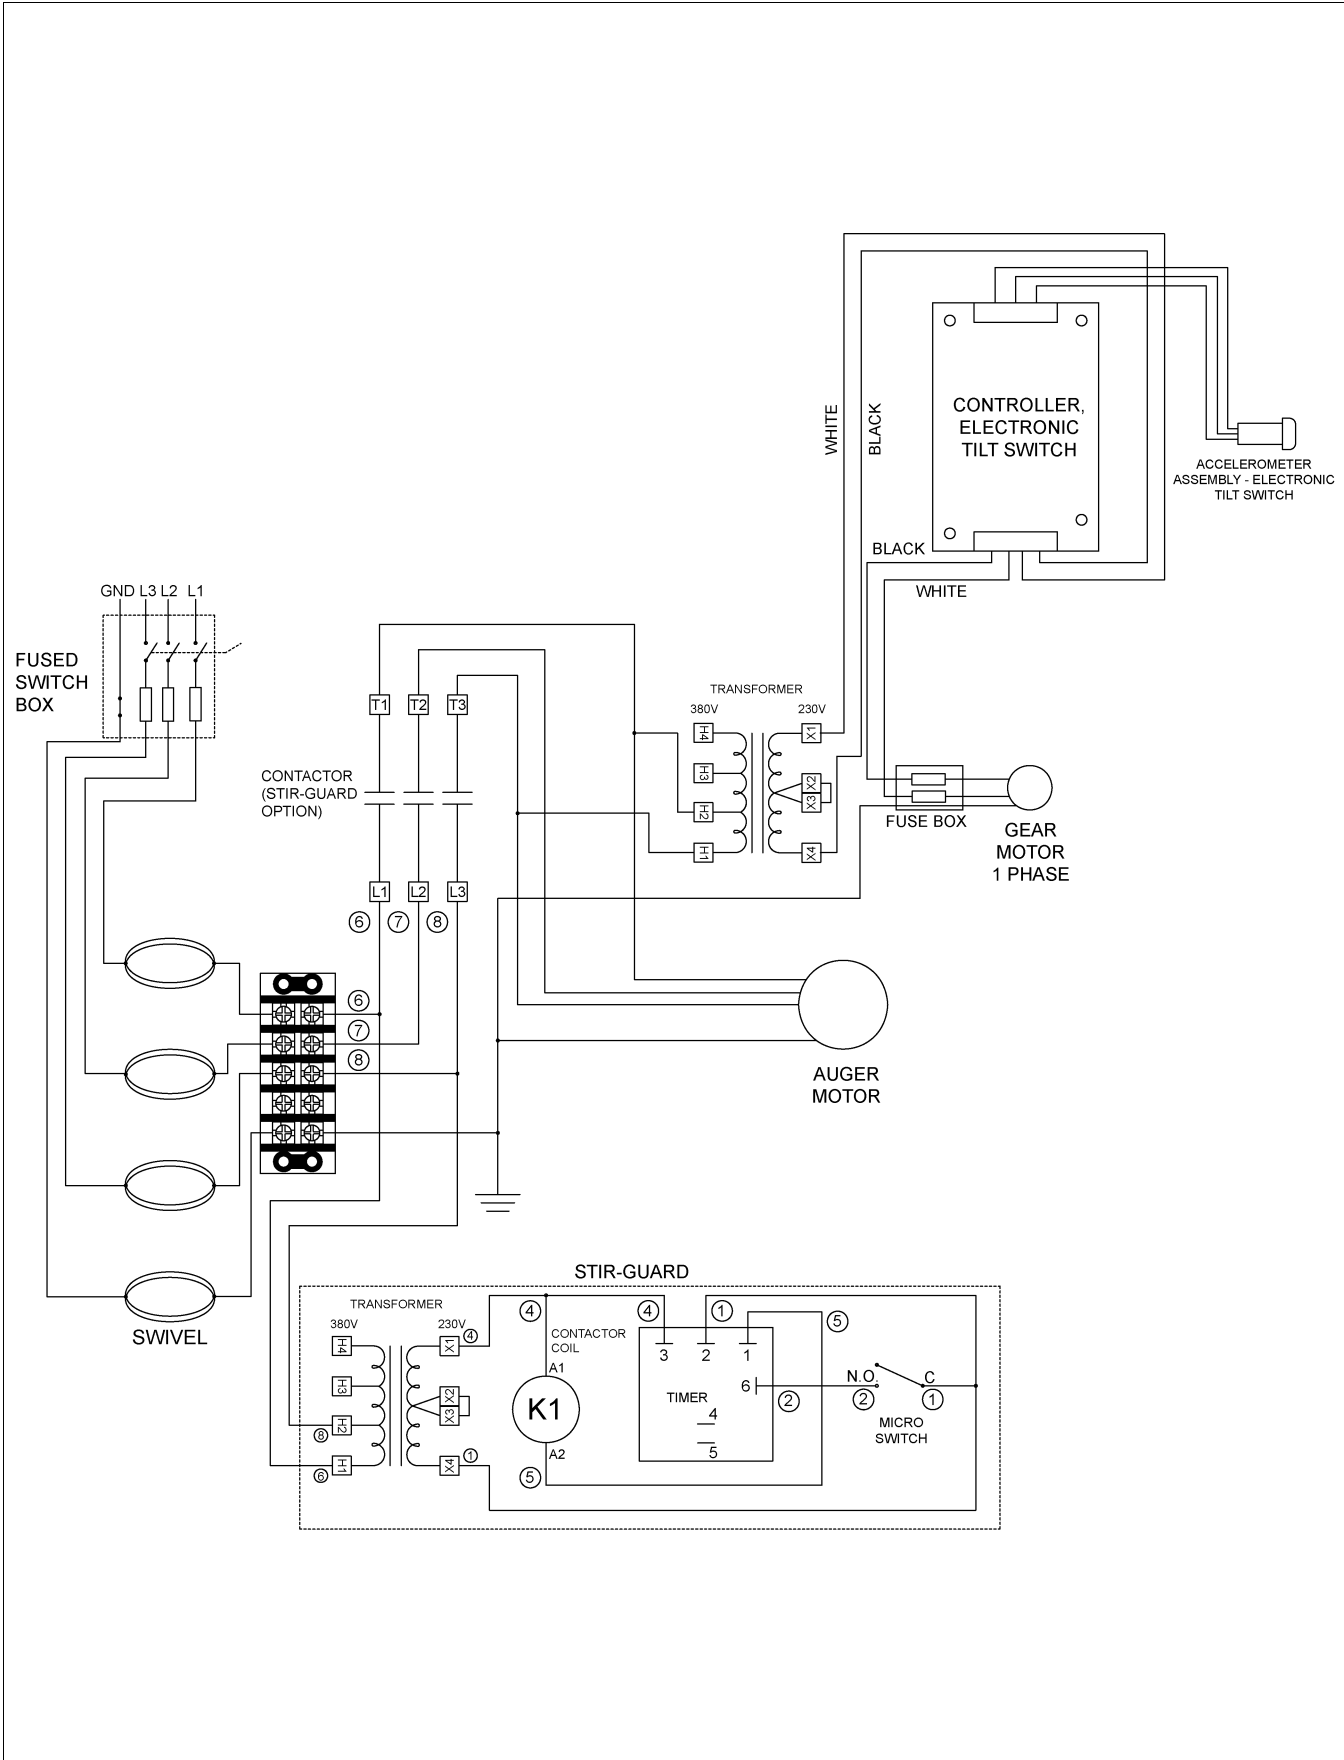 WHITE
BLACK
CONTROLLER,
ELECTRONIC
TILT SWITCH
ACCELEROMETER
ASSEMBLY - ELECTRONIC
TILT SWITCH
BLACK
WHITE
GND L3 L2 L1
FUSED
SWITCH
BOX
T1 T2 T3
TRANSFORMER
380V 230V
H4 X1
H3 X2
X3
H2
H1 X4
CONTACTOR
(STIR-GUARD
OPTION)
FUSE BOX
GEAR
MOTOR
1 PHASE
L1 L2 L3
6 7 8
6
7
8
AUGER
MOTOR
SWIVEL
STIR-GUARD
TRANSFORMER
380V 230V
H4 X1 4
H3 X2
X3
8 H2
6 H1 X4 1
4 4 1 5
CONTACTOR
COIL
A1
K1
A2
5
3 2 1
6
TIMER
4
5
2
N.O. C
2 1
MICRO
SWITCH